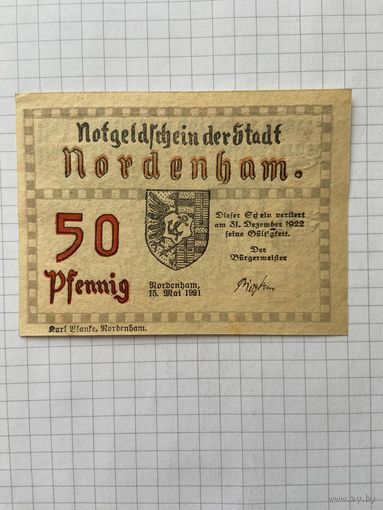 Notgeldschein der Stadt
Nordenham.
50
Pfennig
Dieser Schein verliert
am 31. Dezember 1922
seine Gültigkeit.
Der
Bürgermeister
Nordenham,
15. Mai 1921
Karl Blanke, Nordenham.
www.ay.by